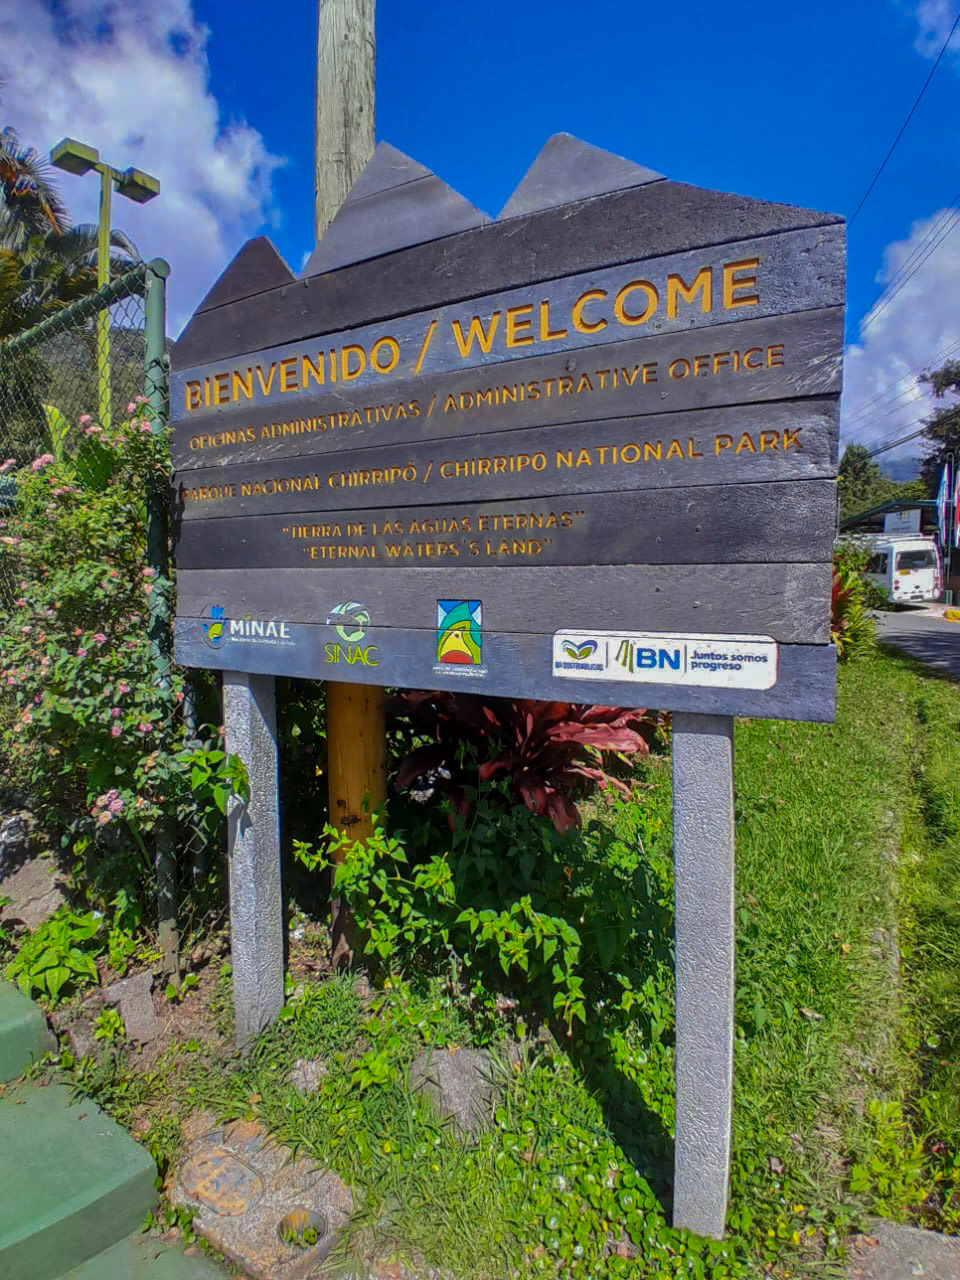 BIENVENIDO / WELCOME
OFICINAS ADMINISTRATIVAS / ADMINISTRATIVE OFFICE
PARQUE NACIONAL CHIRRIPÓ / CHIRRIPO NATIONAL PARK
"TIERRA DE LAS AGUAS ETERNAS"
"ETERNAL WATERS´S LAND"
MINAE
SINAC
BN
Juntos somos
progreso